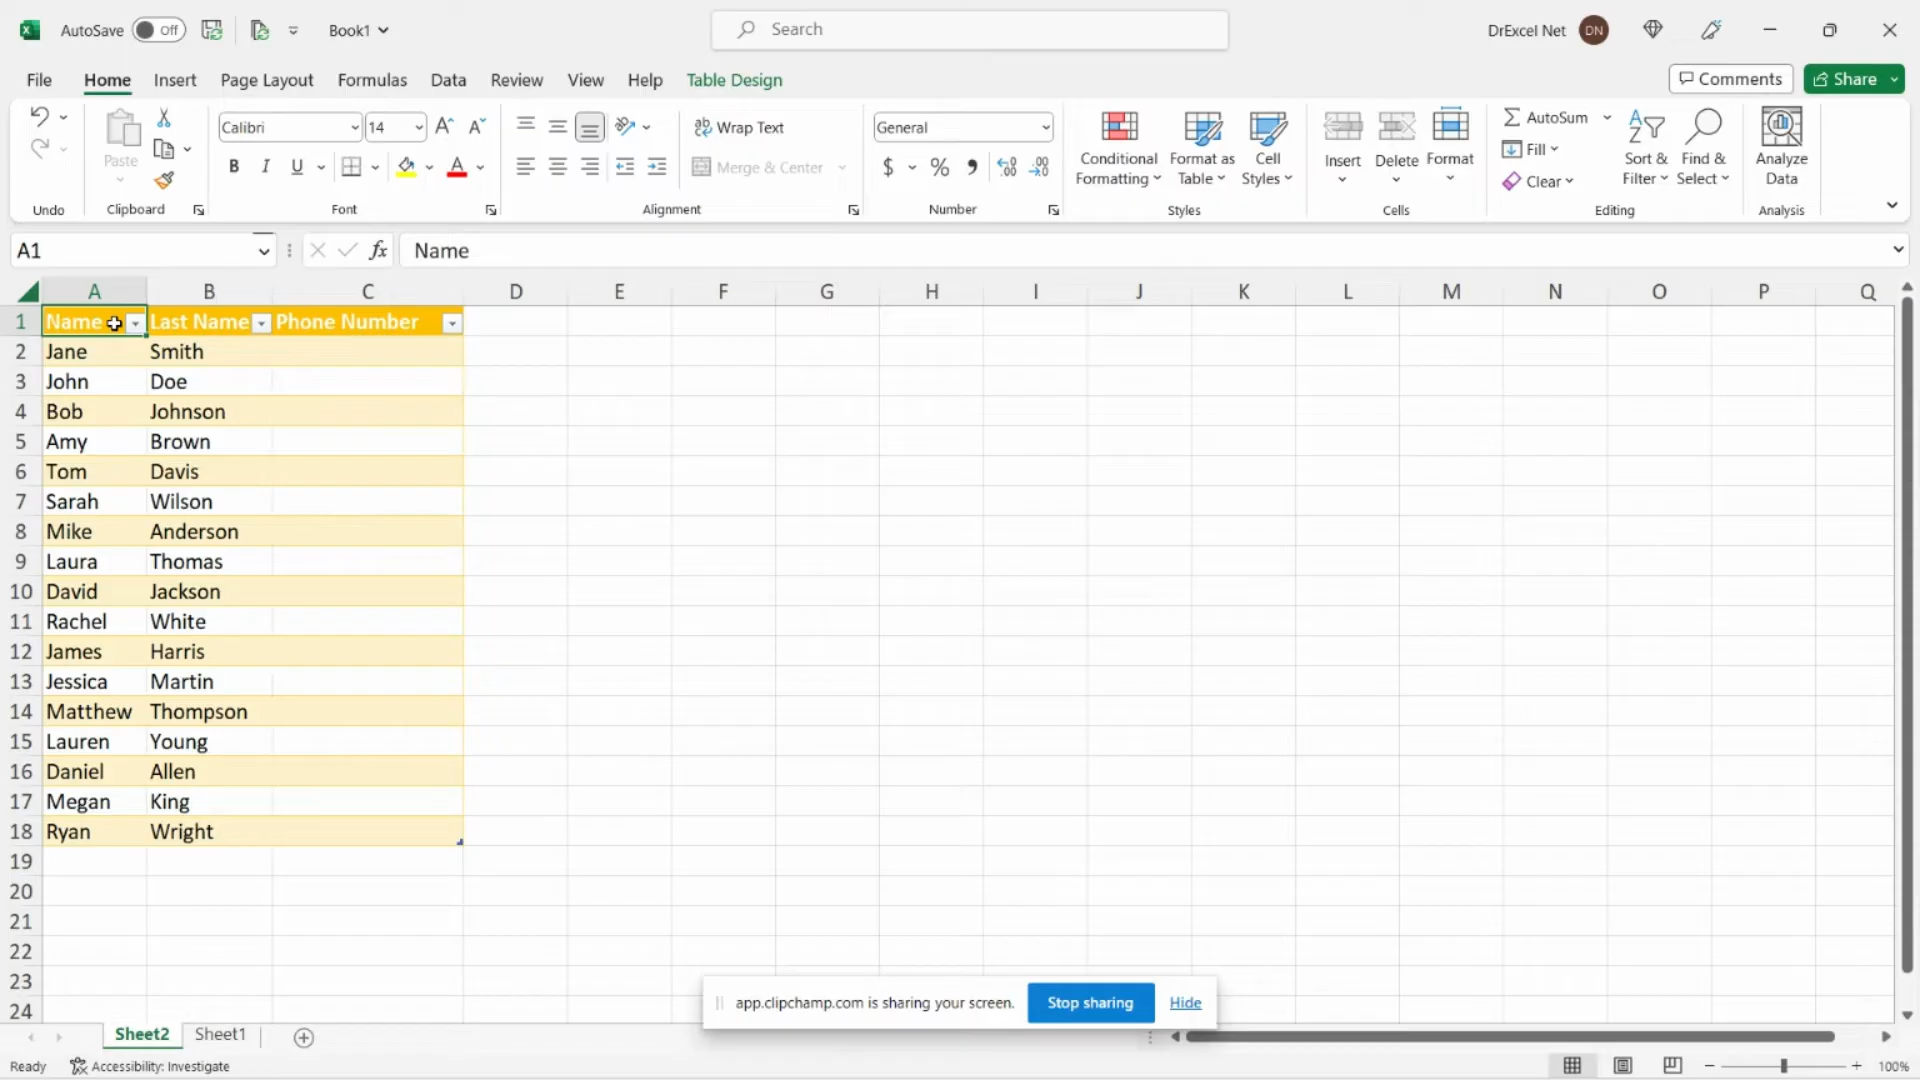 AutoSave Off Book1 Search DrExcel Net DN
File Home Insert Page Layout Formulas Data Review View Help Table Design Comments Share
Calibri 14 Wrap Text General AutoSum
Paste Conditional Formatting Format as Table Cell Styles Insert Delete Format Fill Sort & Filter Find & Select Analyze Data
B I U Merge & Center $ % Clear
Undo Clipboard Font Alignment Number Styles Cells Editing Analysis
A1 fx Name
A B C D E F G H I J K L M N O P Q
1 Name Last Name Phone Number
2 Jane Smith
3 John Doe
4 Bob Johnson
5 Amy Brown
6 Tom Davis
7 Sarah Wilson
8 Mike Anderson
9 Laura Thomas
10 David Jackson
11 Rachel White
12 James Harris
13 Jessica Martin
14 Matthew Thompson
15 Lauren Young
16 Daniel Allen
17 Megan King
18 Ryan Wright
19
20
21
22
23
24
app.clipchamp.com is sharing your screen. Stop sharing Hide
Sheet2 Sheet1
Ready Accessibility: Investigate 100%